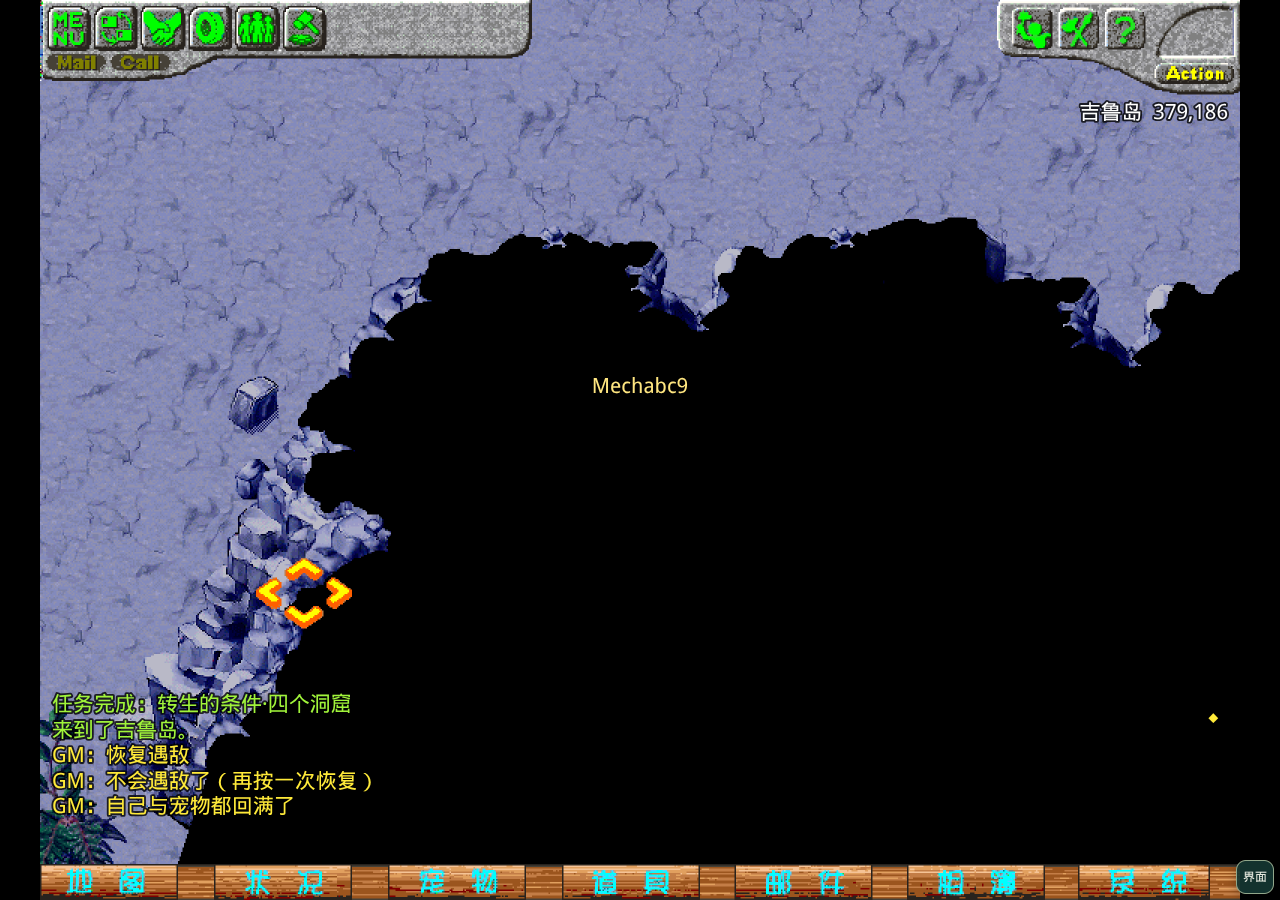 MENU
Mail Call
Action
吉鲁岛 379,186
Mechabc9
任务完成：转生的条件·四个洞窟
来到了吉鲁岛。
GM：恢复遇敌
GM：不会遇敌了（再按一次恢复）
GM：自己与宠物都回满了
地图 状况 宠物 道具 邮件 相簿 系统
界面